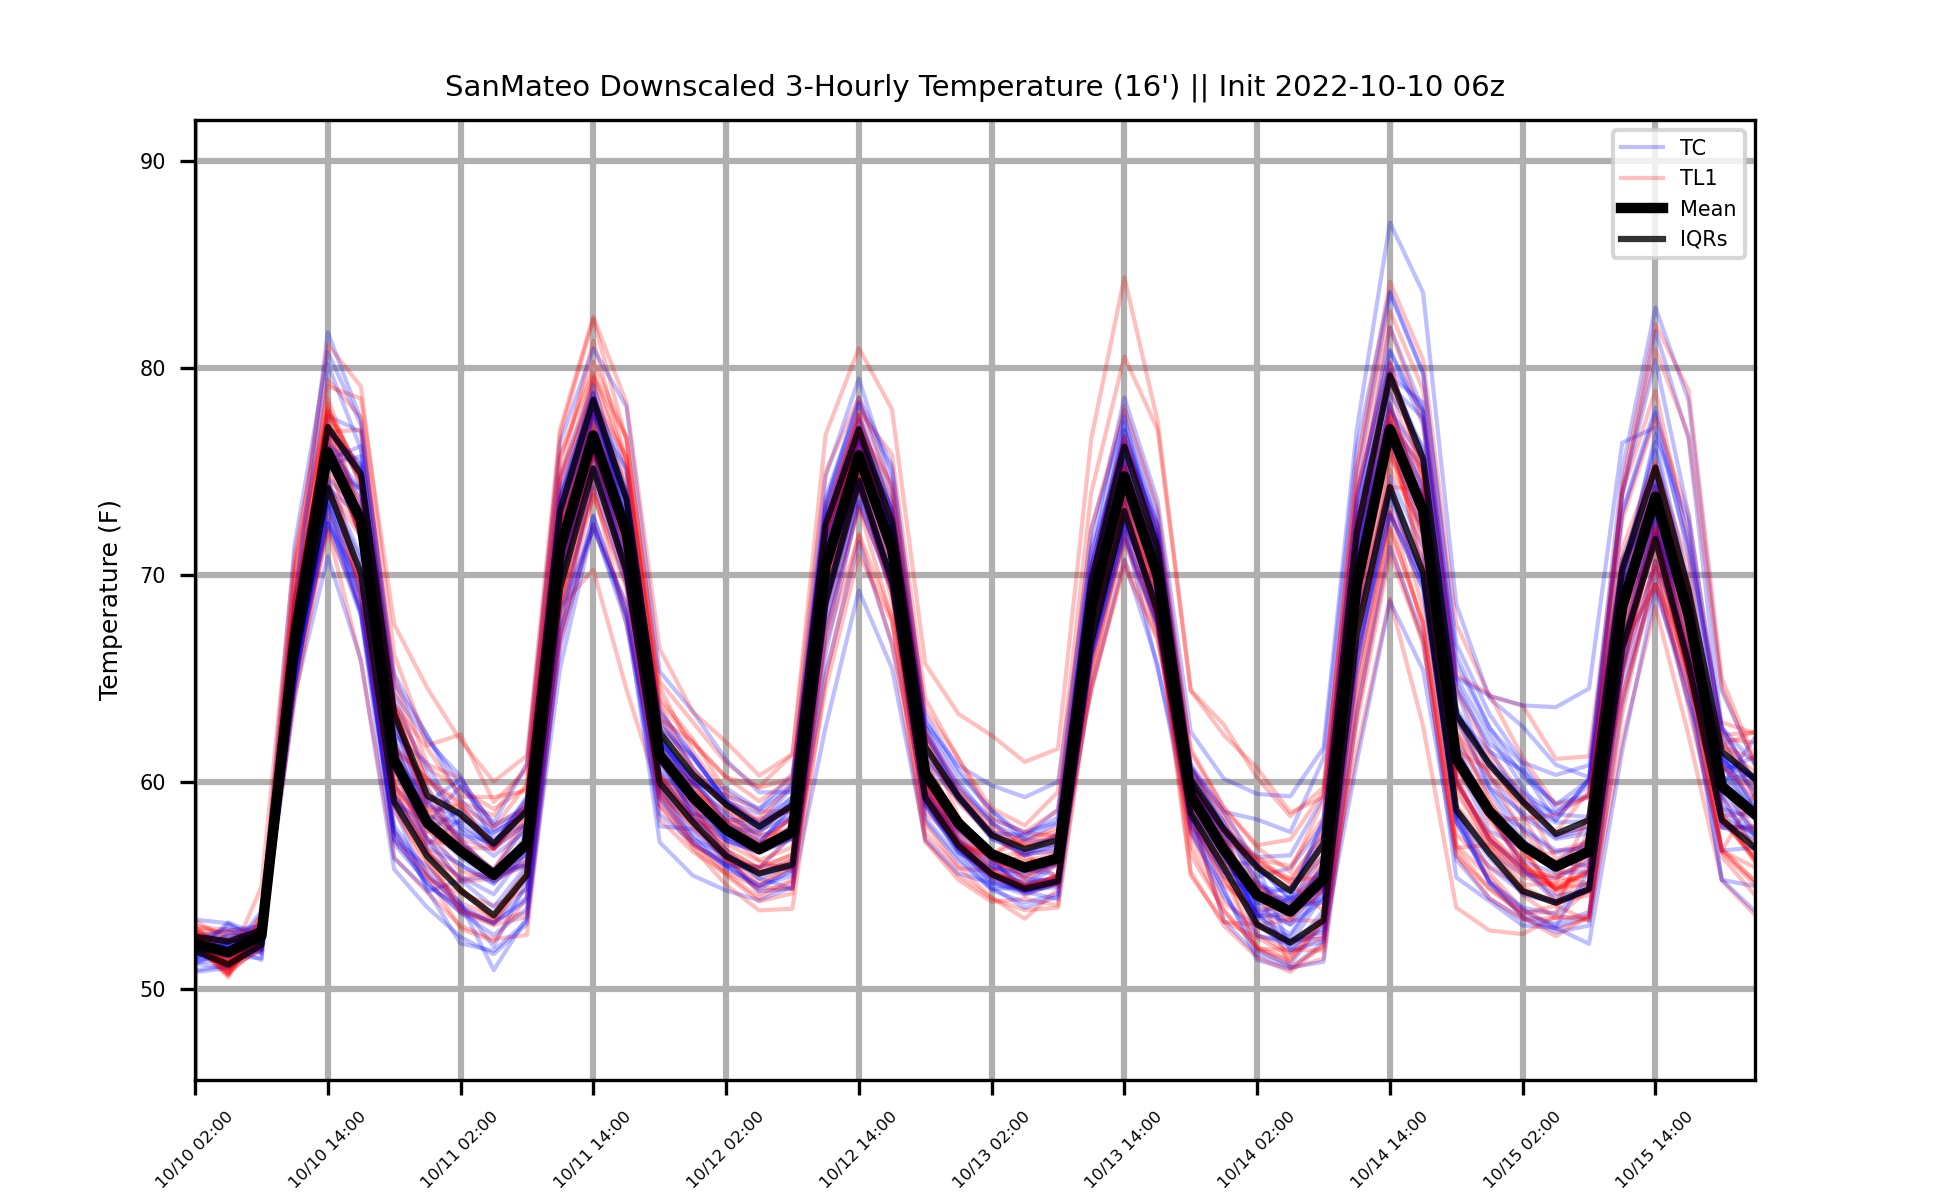 SanMateo Downscaled 3-Hourly Temperature (16') || Init 2022-10-10 06z
TC
TL1
Mean
IQRs
Temperature (F)
90
80
70
60
50
10/10 02:00
10/10 14:00
10/11 02:00
10/11 14:00
10/12 02:00
10/12 14:00
10/13 02:00
10/13 14:00
10/14 02:00
10/14 14:00
10/15 02:00
10/15 14:00